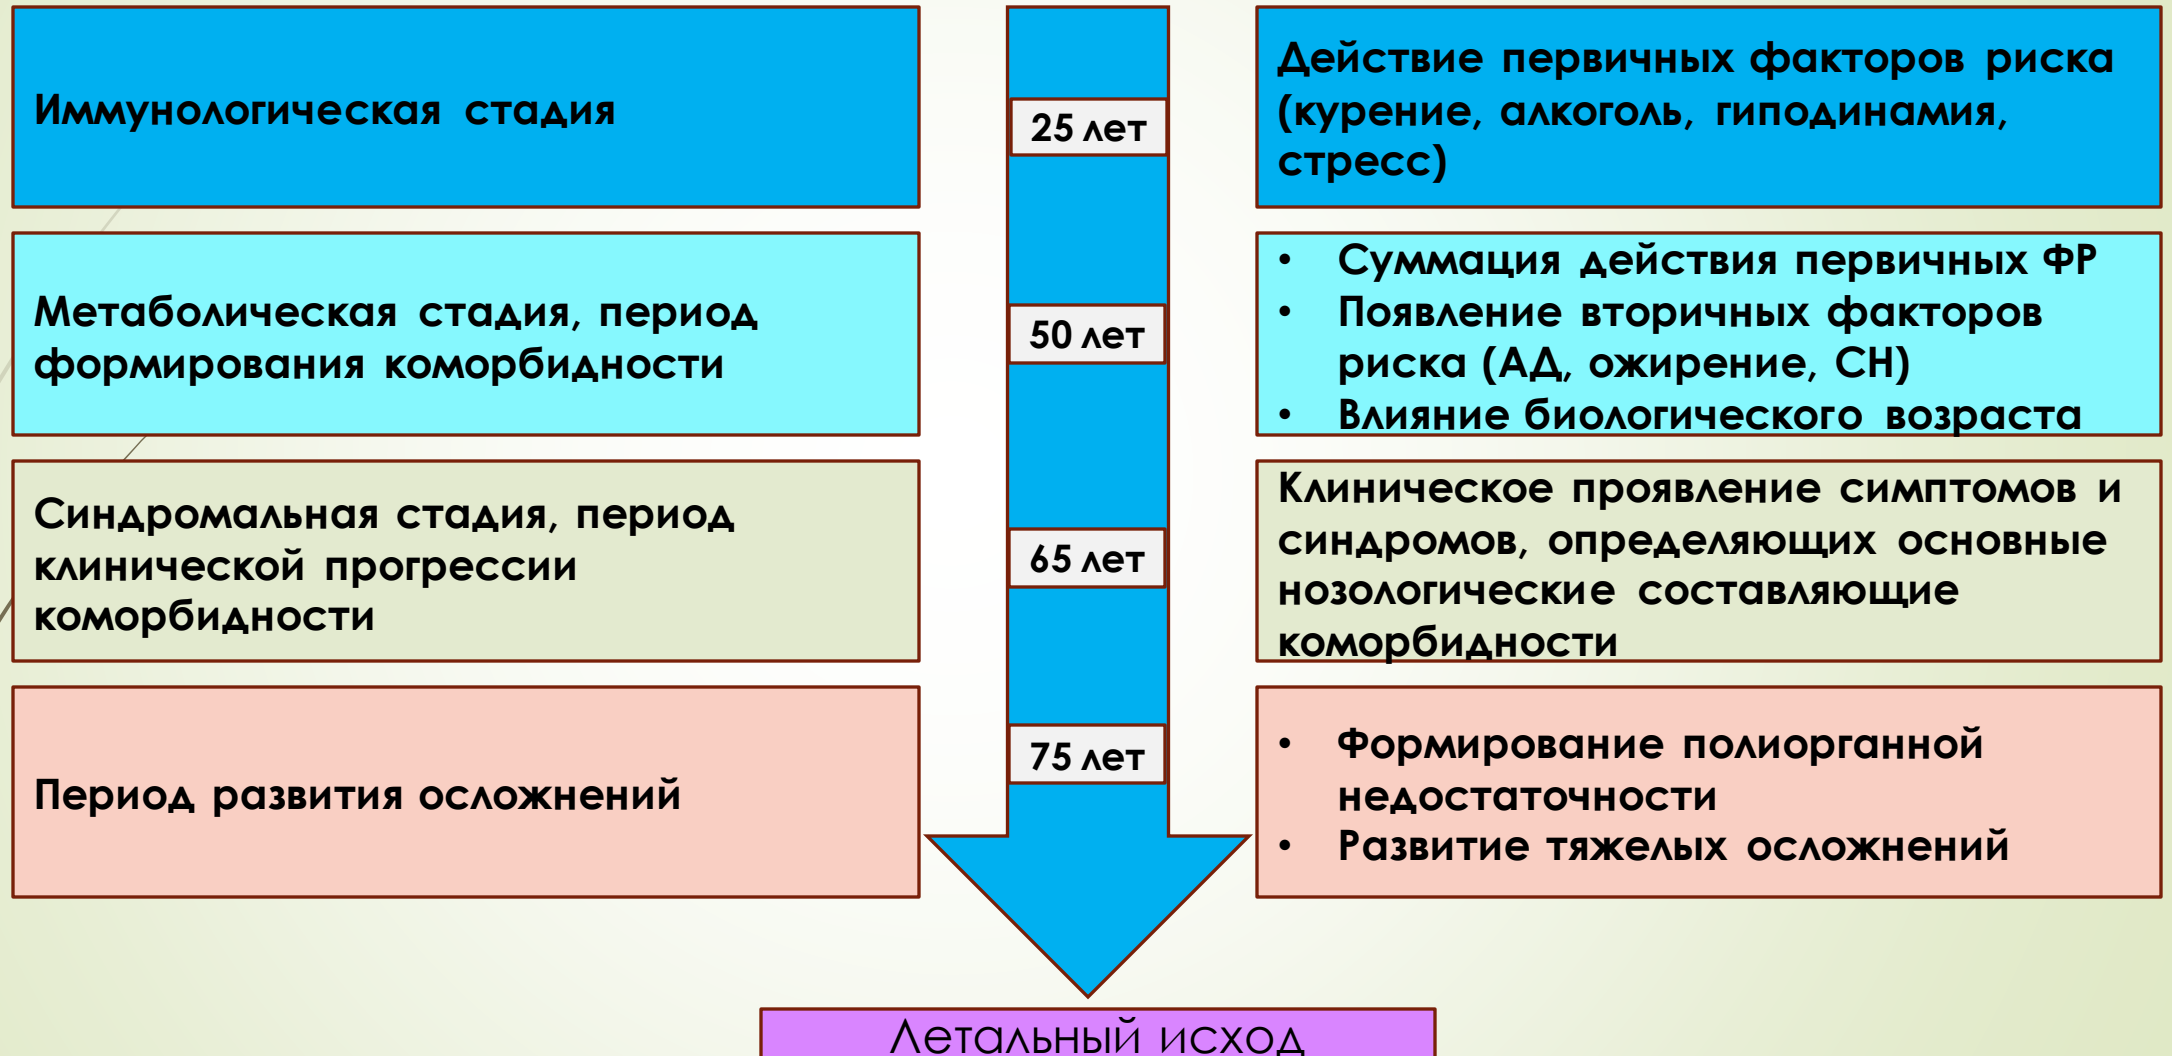 Иммунологическая стадия
25 лет
Действие первичных факторов риска
(курение, алкоголь, гиподинамия,
стресс)
Метаболическая стадия, период
формирования коморбидности
50 лет
• Суммация действия первичных ФР
• Появление вторичных факторов
риска (АД, ожирение, СН)
• Влияние биологического возраста
Синдромальная стадия, период
клинической прогрессии
коморбидности
65 лет
Клиническое проявление симптомов и
синдромов, определяющих основные
нозологические составляющие
коморбидности
Период развития осложнений
75 лет
• Формирование полиорганной
недостаточности
• Развитие тяжелых осложнений
Летальный исход